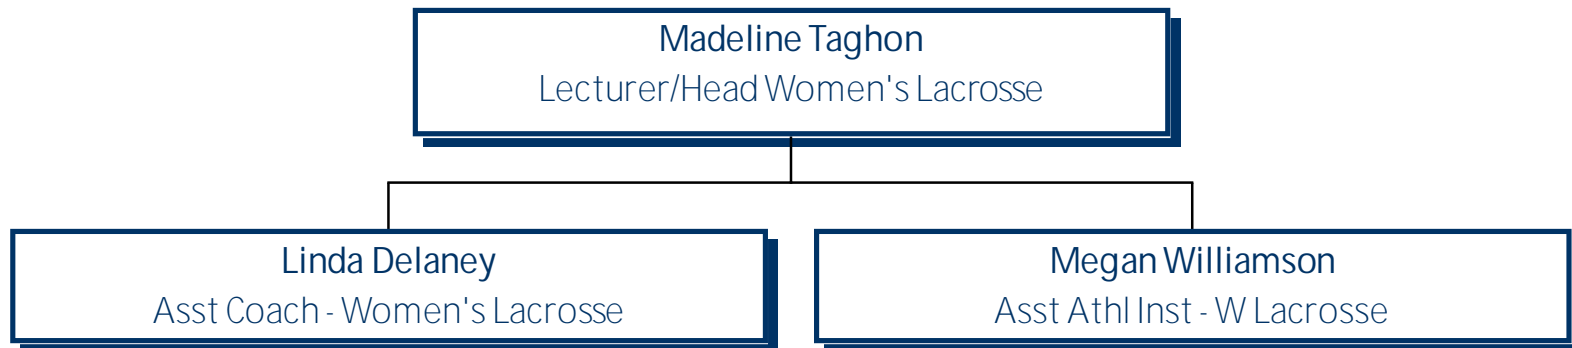 Madeline Taghon
Lecturer/Head Women's Lacrosse
Linda Delaney
Asst Coach - Women's Lacrosse
Megan Williamson
Asst Athl Inst - W Lacrosse